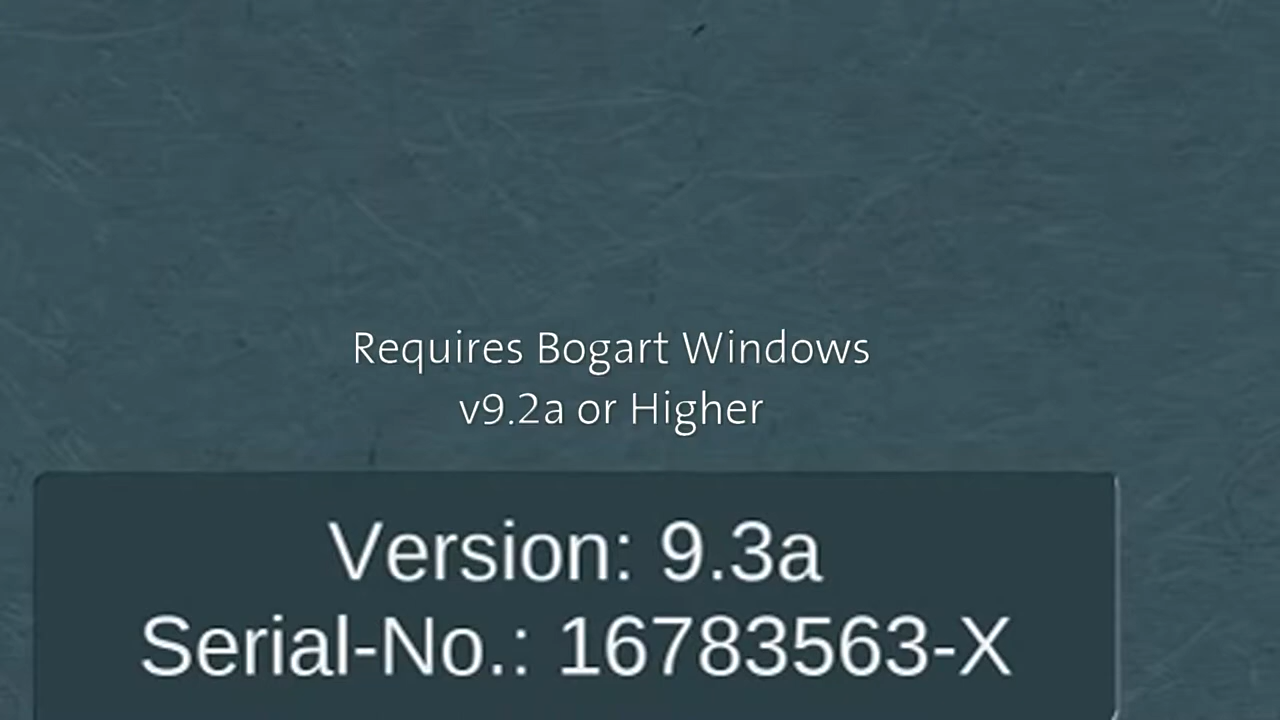 Requires Bogart Windows
v9.2a or Higher
Version: 9.3a
Serial-No.: 16783563-X